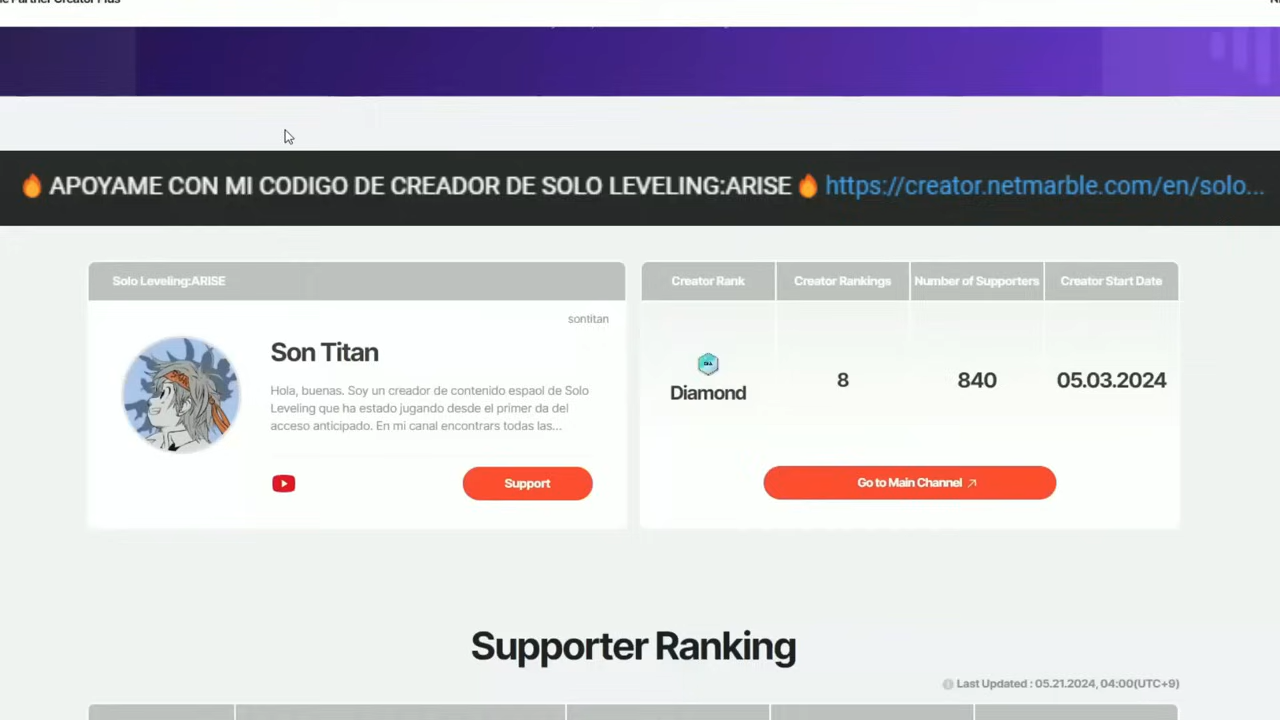 🔥 APOYAME CON MI CODIGO DE CREADOR DE SOLO LEVELING:ARISE 🔥 https://creator.netmarble.com/en/solo...
Solo Leveling:ARISE
sontitan
Son Titan
Hola, buenas. Soy un creador de contenido espaol de Solo
Leveling que ha estado jugando desde el primer da del
acceso anticipado. En mi canal encontrars todas las...
Support
Creator Rank
Creator Rankings
Number of Supporters
Creator Start Date
Diamond
8
840
05.03.2024
Go to Main Channel ↗
Supporter Ranking
Last Updated : 05.21.2024, 04:00(UTC+9)